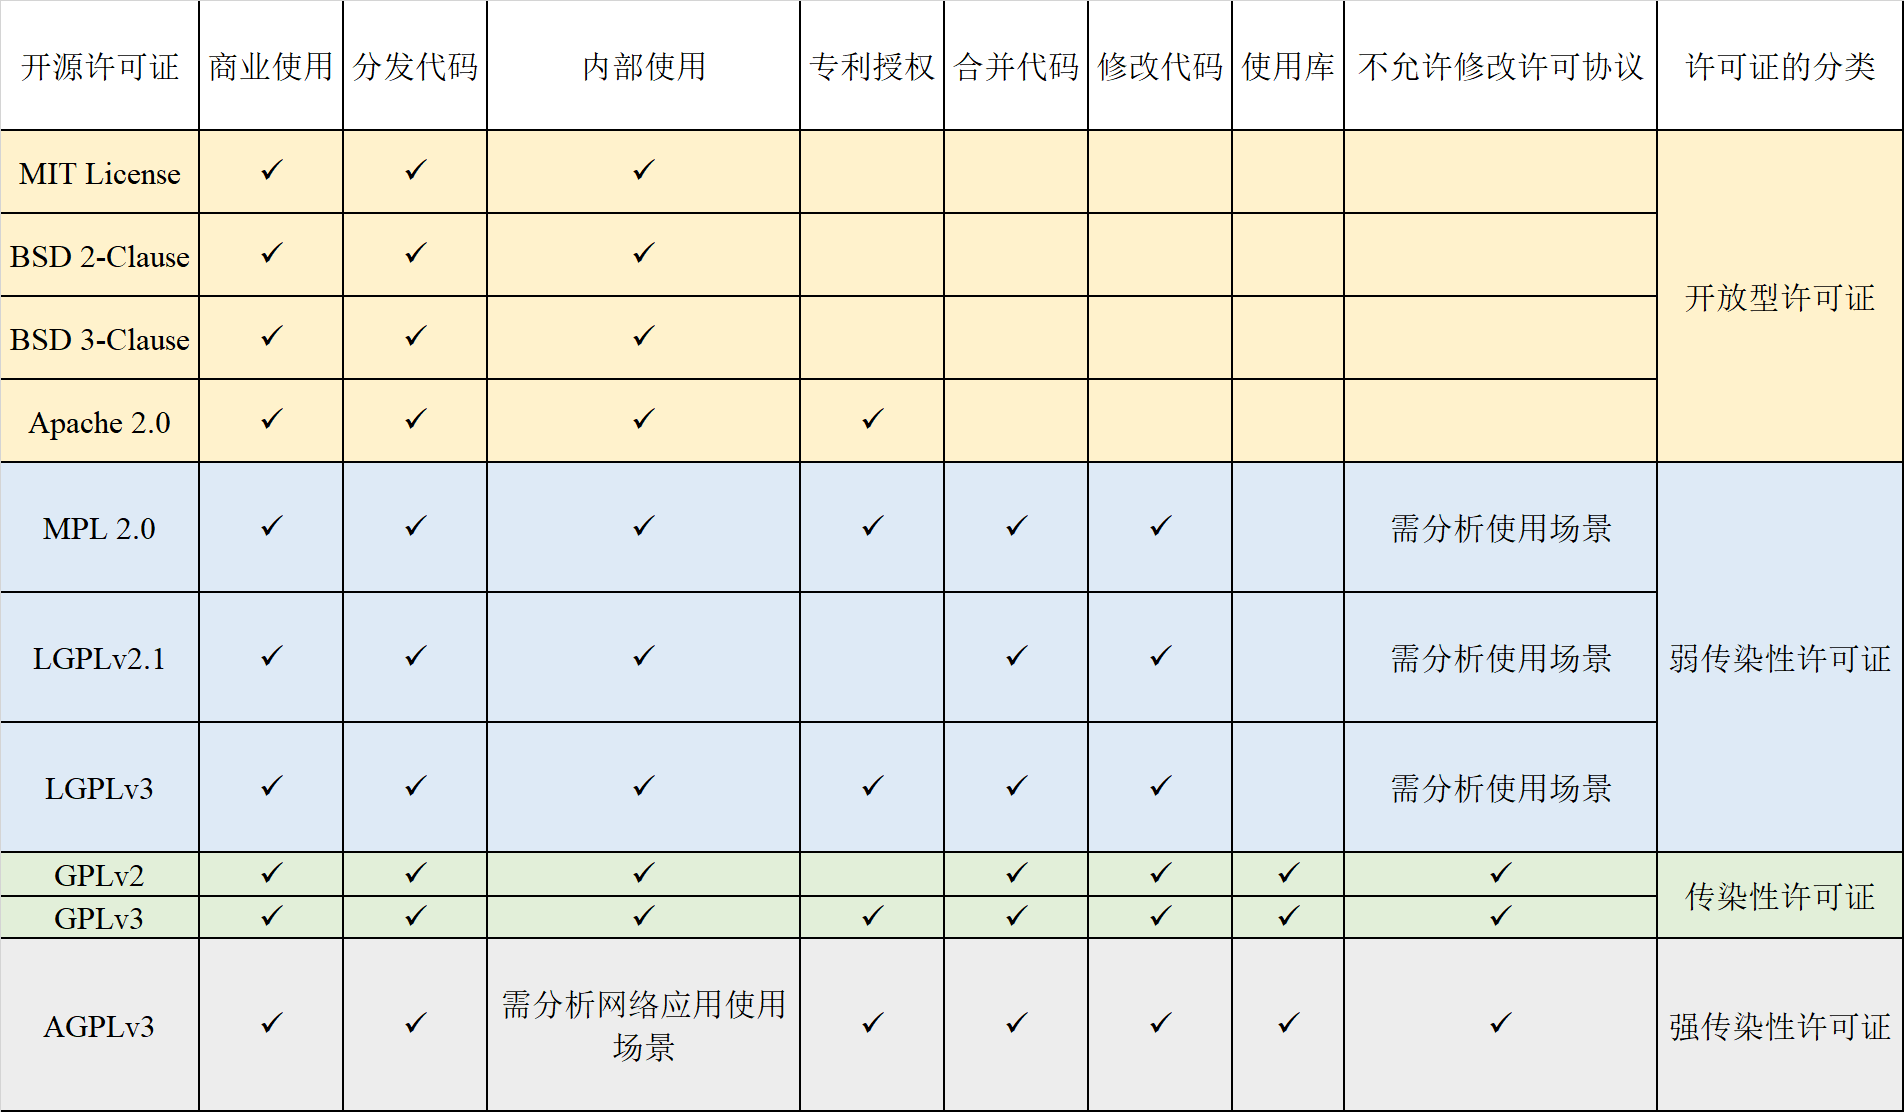 开源许可证 商业使用 分发代码 内部使用 专利授权 合并代码 修改代码 使用库 不允许修改许可协议 许可证的分类
MIT License ✓ ✓ ✓
BSD 2-Clause ✓ ✓ ✓
开放型许可证
BSD 3-Clause ✓ ✓ ✓
Apache 2.0 ✓ ✓ ✓ ✓
MPL 2.0 ✓ ✓ ✓ ✓ ✓ ✓ 需分析使用场景
LGPLv2.1 ✓ ✓ ✓ ✓ ✓ 需分析使用场景 弱传染性许可证
LGPLv3 ✓ ✓ ✓ ✓ ✓ ✓ 需分析使用场景
GPLv2 ✓ ✓ ✓ ✓ ✓ ✓ ✓
传染性许可证
GPLv3 ✓ ✓ ✓ ✓ ✓ ✓ ✓ ✓
AGPLv3 ✓ ✓ 需分析网络应用使用
场景 ✓ ✓ ✓ ✓ ✓ 强传染性许可证